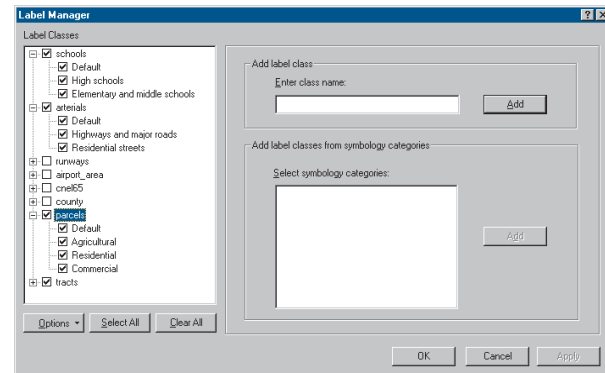 Label Manager
Label Classes
schools
Default
High schools
Elementary and middle schools
arterials
Default
Highways and major roads
Residential streets
runways
airport_area
cnel65
county
parcels
Default
Agricultural
Residential
Commercial
tracts
Options
Select All
Clear All
Add label class
Enter class name:
Add
Add label classes from symbology categories
Select symbology categories:
Add
OK
Cancel
Apply